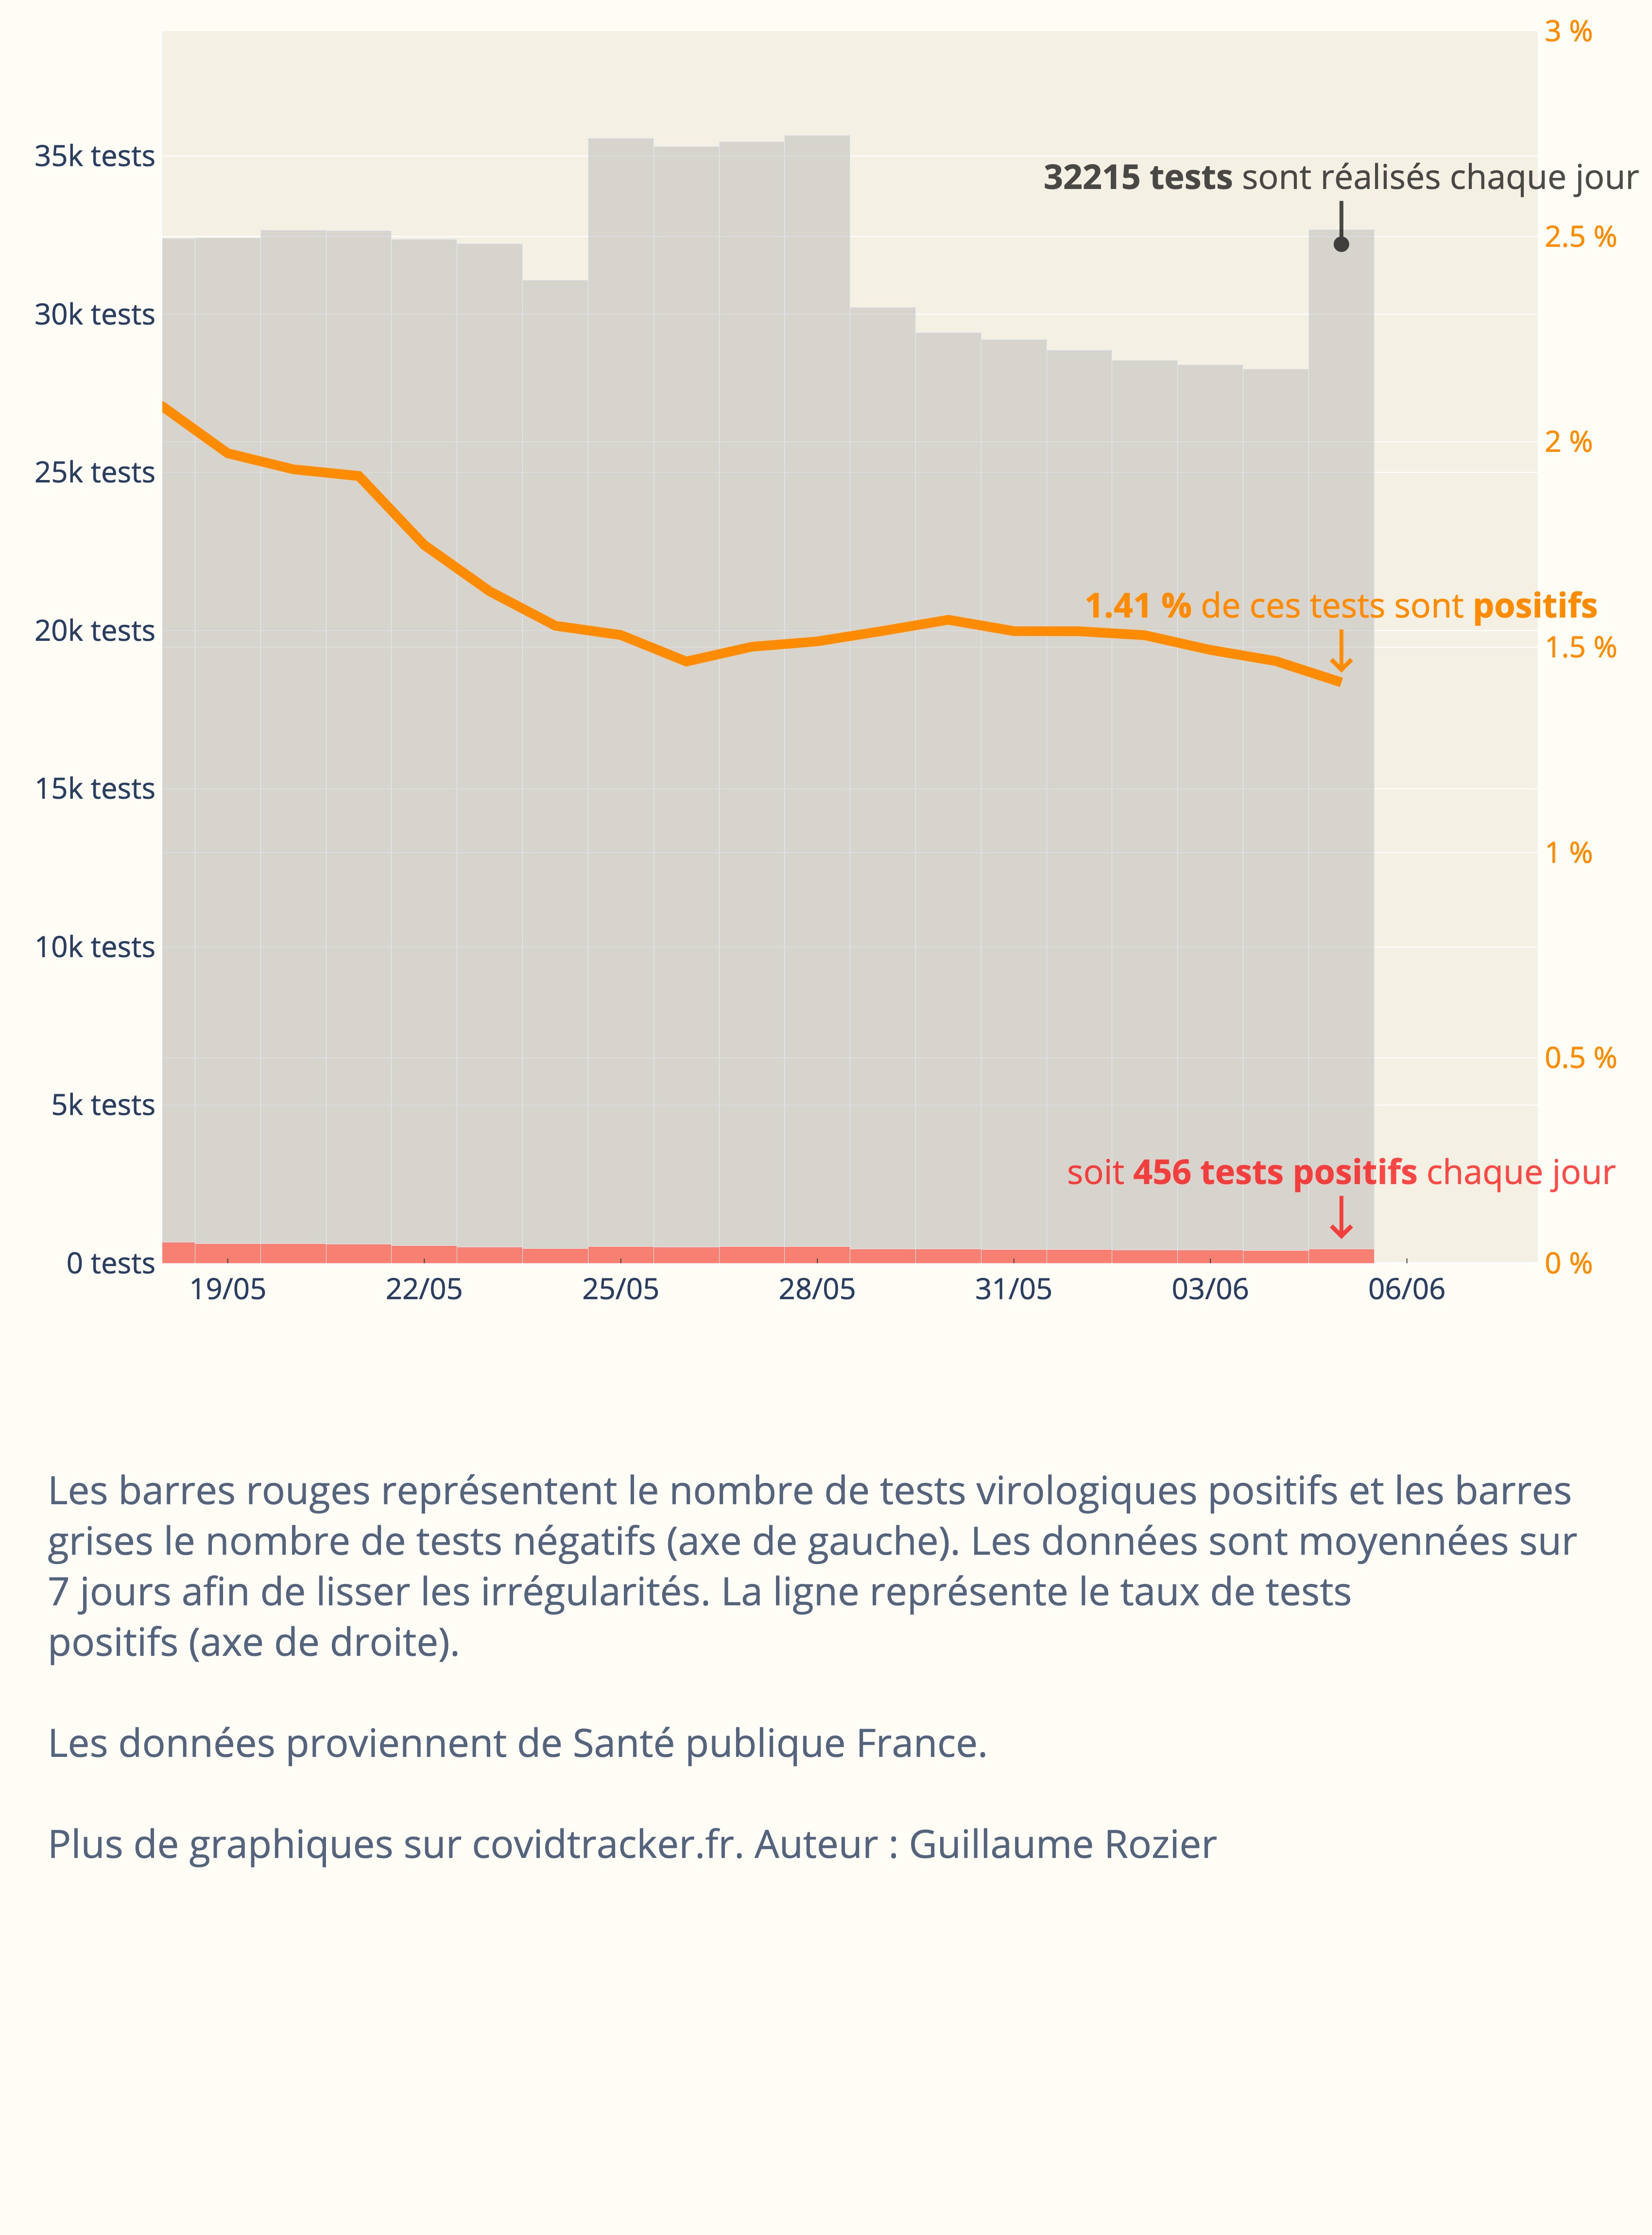 3 %
35k tests
32215 tests sont réalisés chaque jour
2.5 %
30k tests
2 %
25k tests
1.41 % de ces tests sont positifs
20k tests
1.5 %
15k tests
1 %
10k tests
0.5 %
5k tests
soit 456 tests positifs chaque jour
0 tests
0 %
19/05 22/05 25/05 28/05 31/05 03/06 06/06
Les barres rouges représentent le nombre de tests virologiques positifs et les barres
grises le nombre de tests négatifs (axe de gauche). Les données sont moyennées sur
7 jours afin de lisser les irrégularités. La ligne représente le taux de tests
positifs (axe de droite).
Les données proviennent de Santé publique France.
Plus de graphiques sur covidtracker.fr. Auteur : Guillaume Rozier